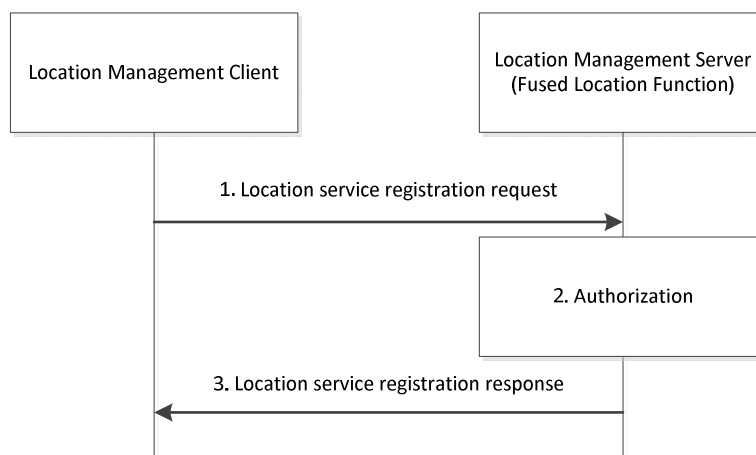 Location Management Client
Location Management Server
(Fused Location Function)
1. Location service registration request
2. Authorization
3. Location service registration response